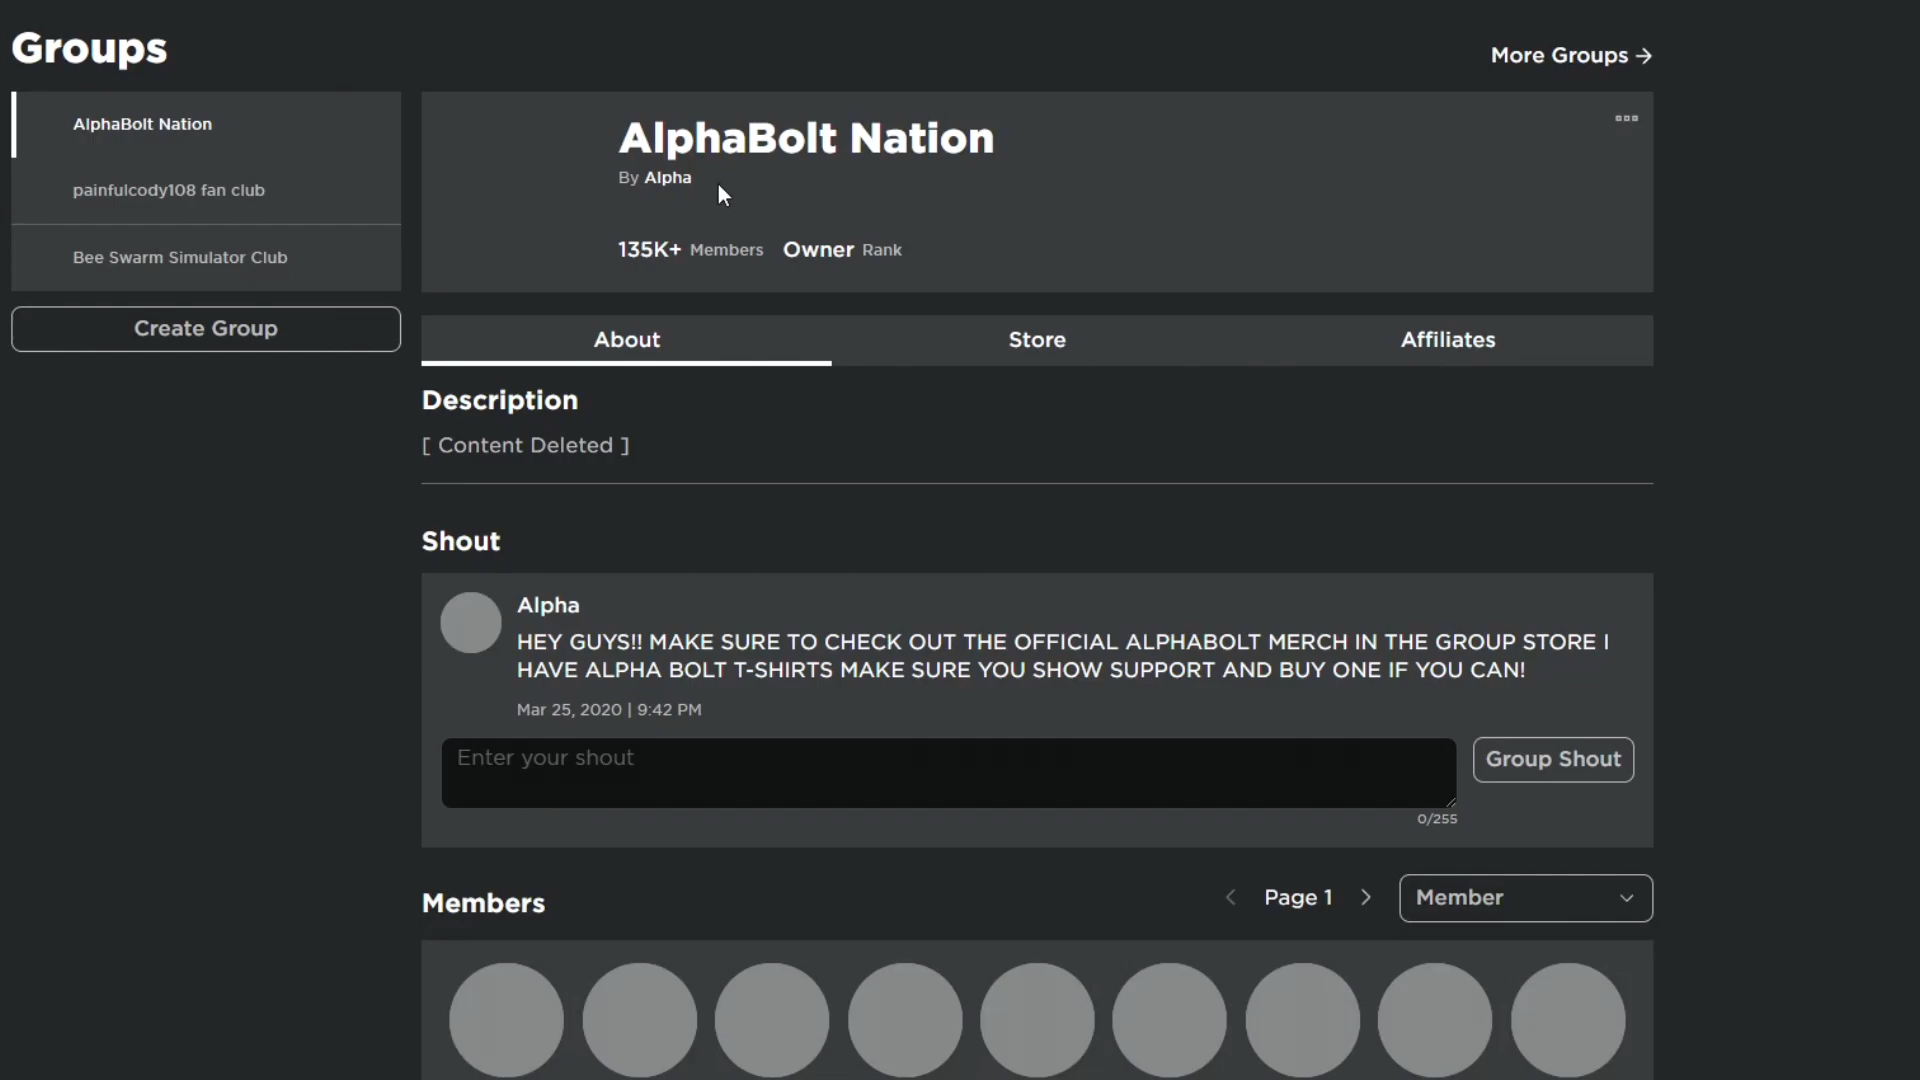 Groups
More Groups →
AlphaBolt Nation
painfulcody108 fan club
Bee Swarm Simulator Club
Create Group
AlphaBolt Nation
By Alpha
135K+ Members Owner Rank
About Store Affiliates
Description
[ Content Deleted ]
Shout
Alpha
HEY GUYS!! MAKE SURE TO CHECK OUT THE OFFICIAL ALPHABOLT MERCH IN THE GROUP STORE I
HAVE ALPHA BOLT T-SHIRTS MAKE SURE YOU SHOW SUPPORT AND BUY ONE IF YOU CAN!
Mar 25, 2020 | 9:42 PM
Enter your shout
Group Shout
0/255
Members
Page 1
Member